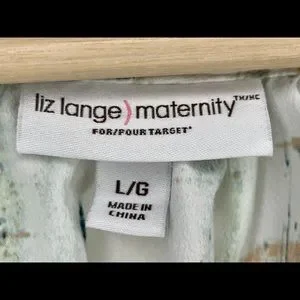 liz lange) maternity TM/MC
FOR/POUR TARGET*
L/G
MADE IN
CHINA